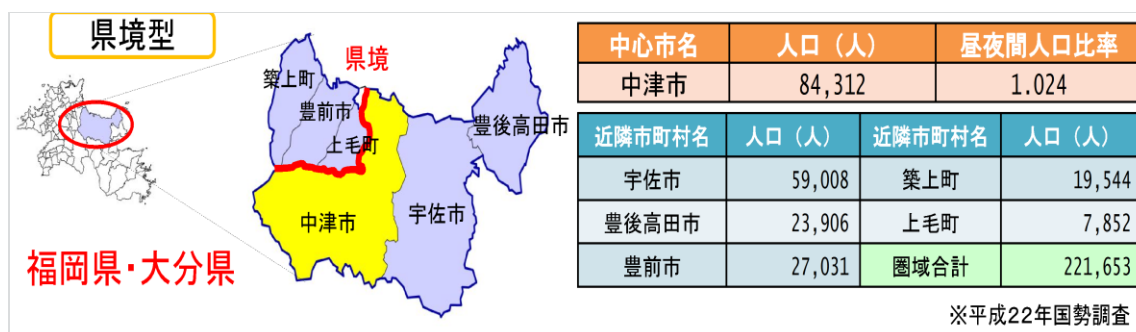 県境型
県境
築上町
豊前市
上毛町
豊後高田市
中津市
宇佐市
福岡県・大分県
中心市名 人口（人） 昼夜間人口比率
中津市 84,312 1.024
近隣市町村名 人口（人） 近隣市町村名 人口（人）
宇佐市 59,008 築上町 19,544
豊後高田市 23,906 上毛町 7,852
豊前市 27,031 圏域合計 221,653
※平成22年国勢調査